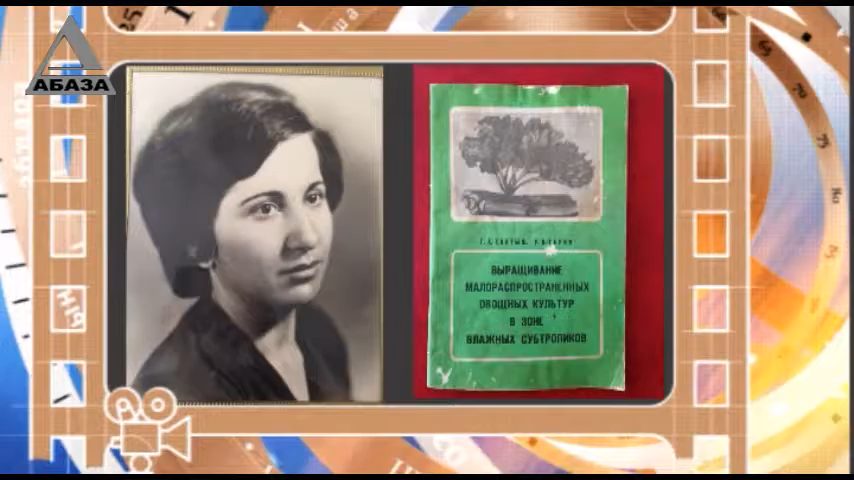 АБАЗА
ВЫРАЩИВАНИЕ
МАЛОРАСПРОСТРАНЕННЫХ
ОВОЩНЫХ КУЛЬТУР
В ЗОНЕ
ВЛАЖНЫХ СУБТРОПИКОВ